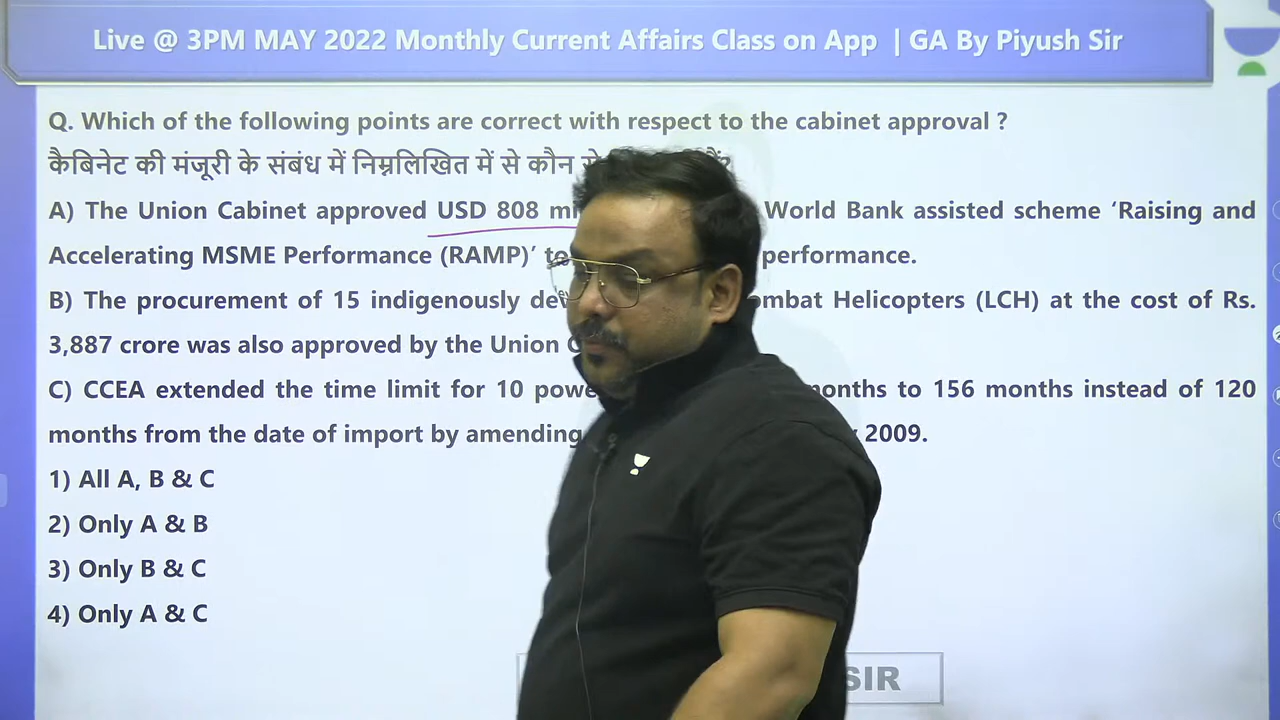 Live @ 3PM MAY 2022 Monthly Current Affairs Class on App | GA By Piyush Sir
Q. Which of the following points are correct with respect to the cabinet approval ?
कैबिनेट की मंजूरी के संबंध में निम्नलिखित में से कौन
A) The Union Cabinet approved USD 808 World Bank assisted scheme ‘Raising and
Accelerating MSME Performance (RAMP)’ performance.
B) The procurement of 15 indigenously Helicopters (LCH) at the cost of Rs.
3,887 crore was also approved by the Union
C) CCEA extended the time limit for 10 to 156 months instead of 120
months from the date of import by amending 2009.
1) All A, B & C
2) Only A & B
3) Only B & C
4) Only A & C
SIR